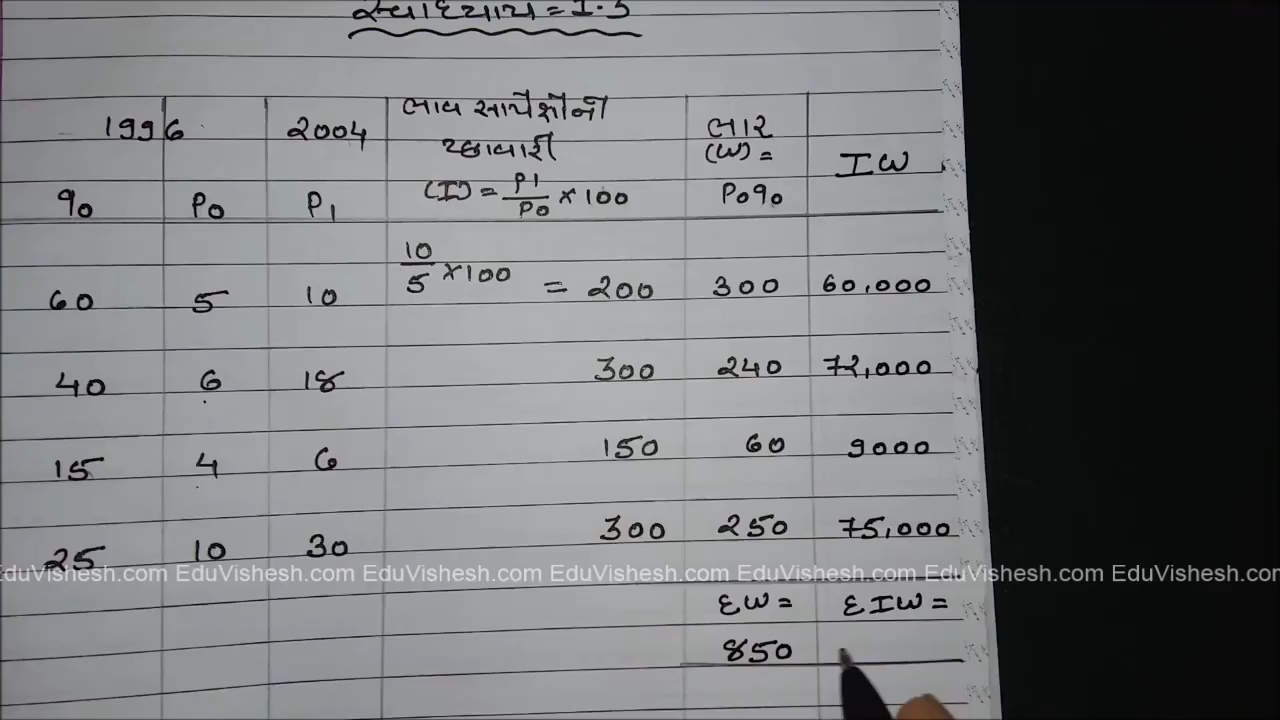 સ્વાધ્યાય = 1.5
1996 2004 ભાવ સાપેક્ષોની ભાર
ટકાવારી (W) = IW
q0 P0 P1 (I) = P1/P0 × 100 P0q0
60 5 10 10/5 × 100 = 200 300 60,000
40 6 18 300 240 72,000
15 4 6 150 60 9000
25 10 30 300 250 75,000
EduVishesh.com EduVishesh.com EduVishesh.com EduVishesh.com EduVishesh.com EduVishesh.com EduVishesh.com
ΣW = ΣIW =
850